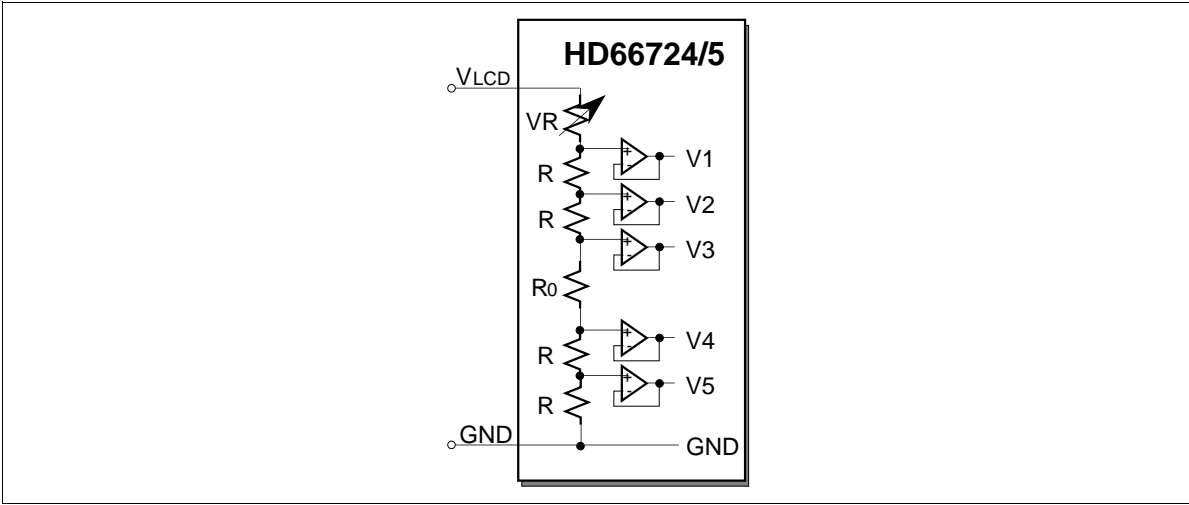 HD66724/5
VLCD
VR
+
-
V1
R
+
-
V2
R
+
-
V3
R0
+
-
V4
R
+
-
V5
R
GND
GND